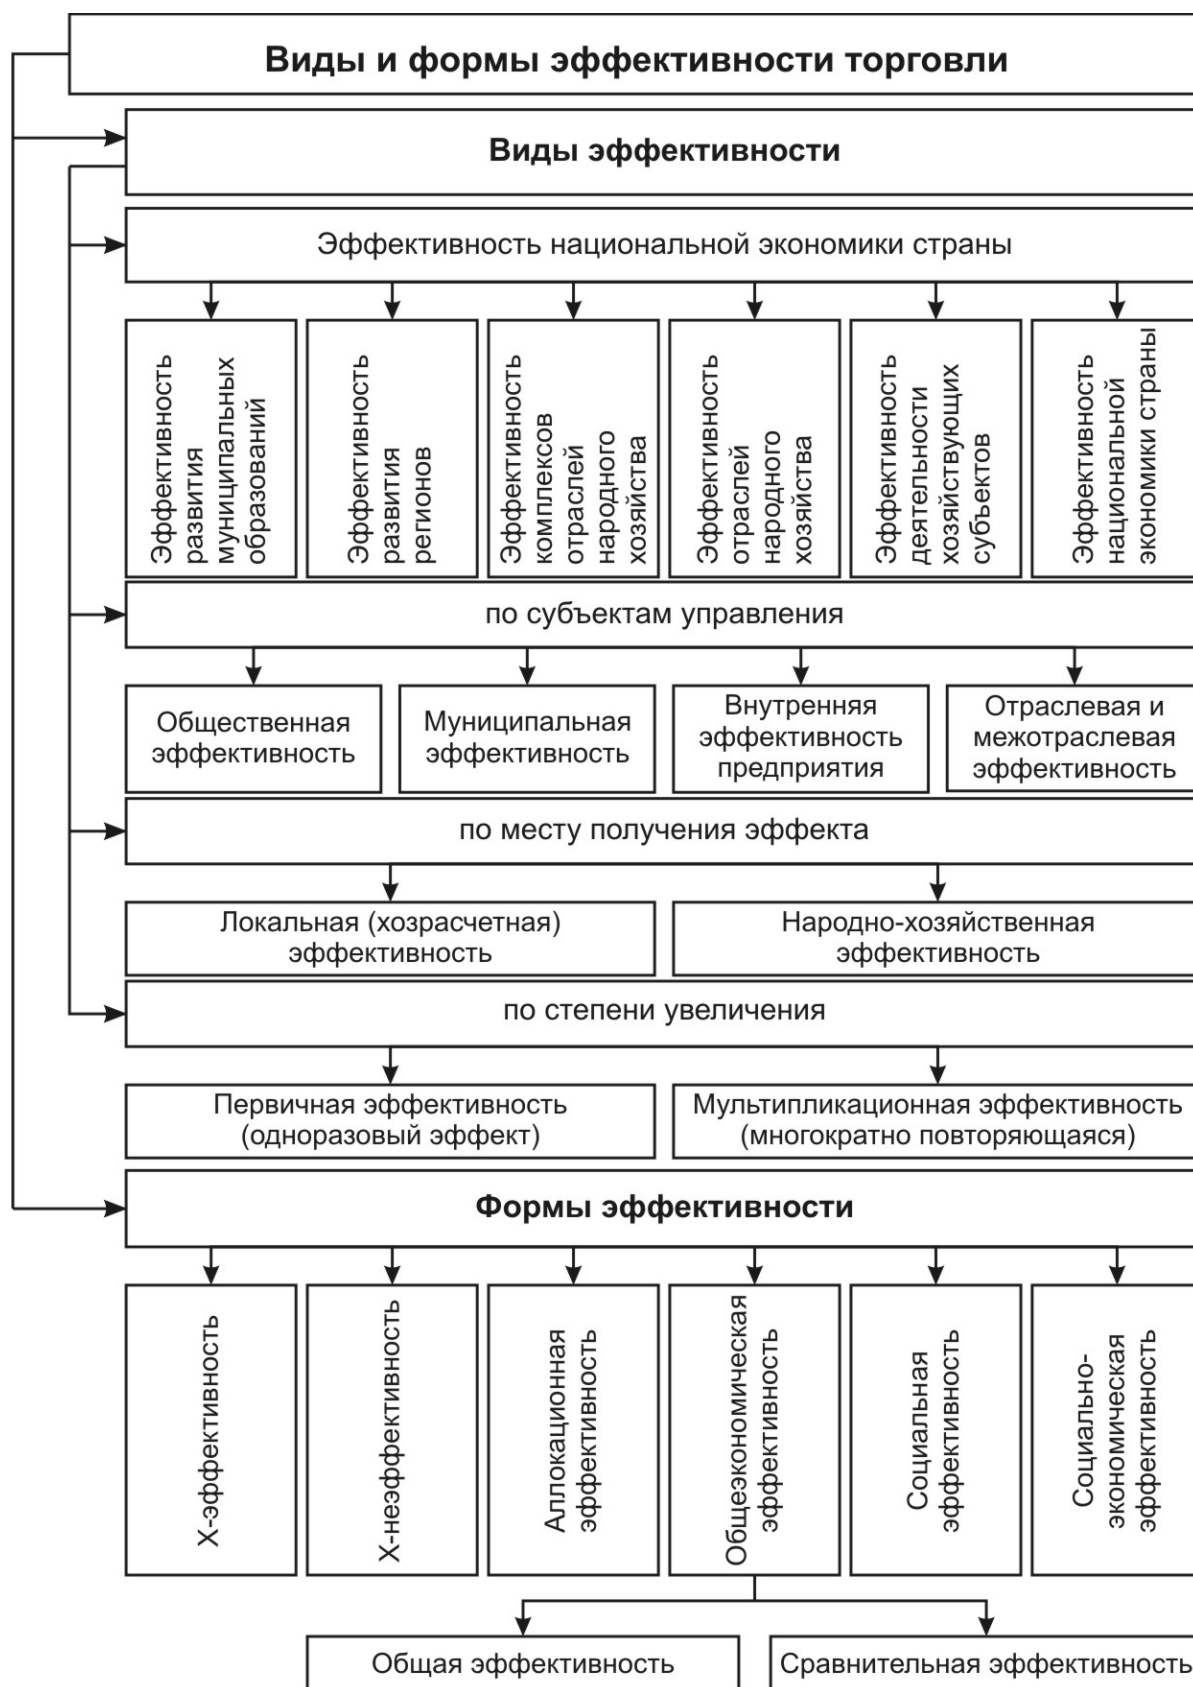 Виды и формы эффективности торговли
Виды эффективности
Эффективность национальной экономики страны
Эффективность
развития
муниципальных
образований
Эффективность
развития
регионов
Эффективность
комплексов
отраслей
народного
хозяйства
Эффективность
отраслей
народного
хозяйства
Эффективность
деятельности
хозяйствующих
субъектов
Эффективность
национальной
экономики страны
по субъектам управления
Общественная
эффективность
Муниципальная
эффективность
Внутренняя
эффективность
предприятия
Отраслевая и
межотраслевая
эффективность
по месту получения эффекта
Локальная (хозрасчетная)
эффективность
Народно-хозяйственная
эффективность
по степени увеличения
Первичная эффективность
(одноразовый эффект)
Мультипликационная эффективность
(многократно повторяющаяся)
Формы эффективности
Х-эффективность
Х-неэффективность
Аллокационная
эффективность
Общеэкономическая
эффективность
Социальная
эффективность
Социально-
экономическая
эффективность
Общая эффективность
Сравнительная эффективность